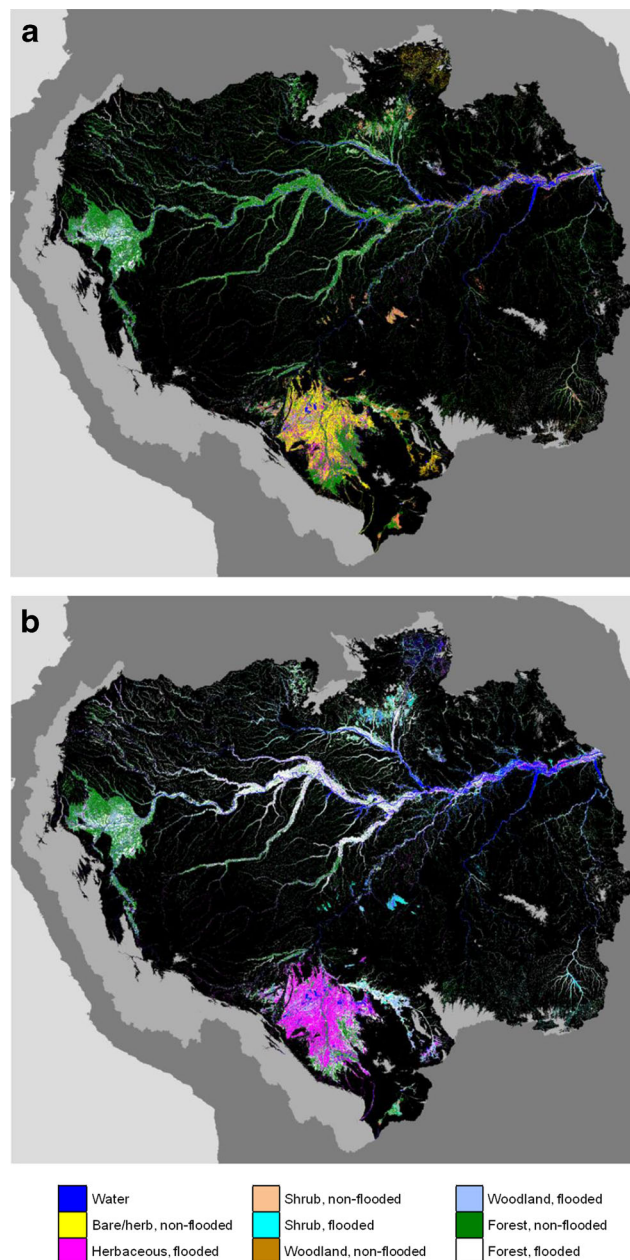 a
b
Water
Shrub, non-flooded
Woodland, flooded
Bare/herb, non-flooded
Shrub, flooded
Forest, non-flooded
Herbaceous, flooded
Woodland, non-flooded
Forest, flooded